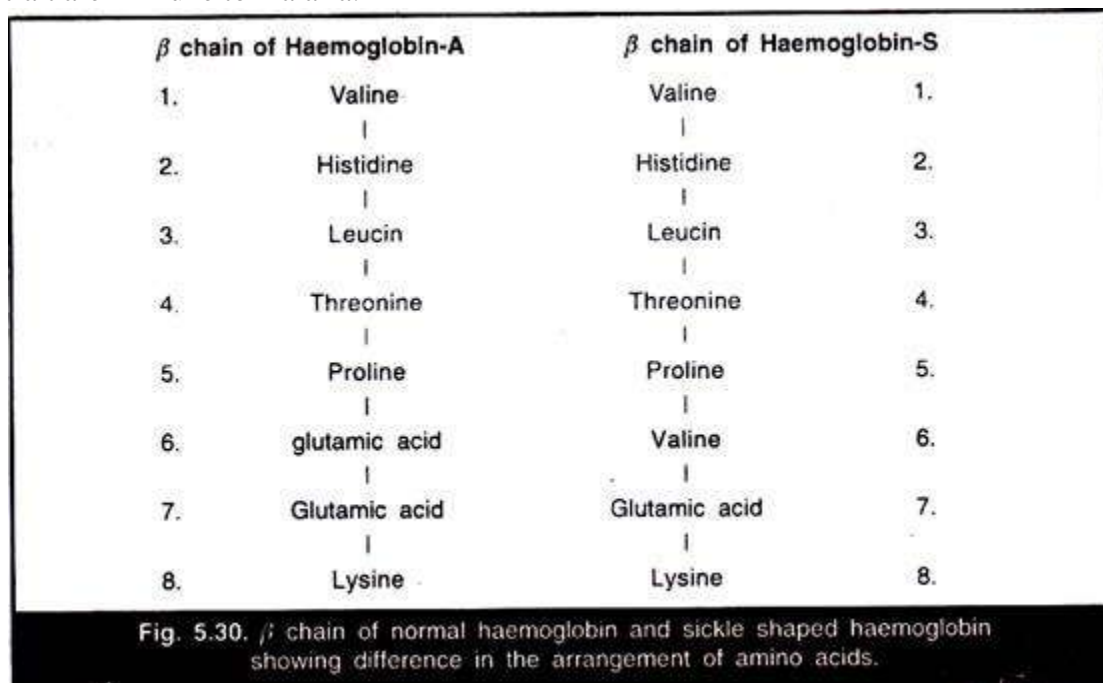 β chain of Haemoglobin-A β chain of Haemoglobin-S
1. Valine Valine 1.
2. Histidine Histidine 2.
3. Leucin Leucin 3.
4. Threonine Threonine 4.
5. Proline Proline 5.
6. glutamic acid Valine 6.
7. Glutamic acid Glutamic acid 7.
8. Lysine Lysine 8.
Fig. 5.30. β chain of normal haemoglobin and sickle shaped haemoglobin
showing difference in the arrangement of amino acids.